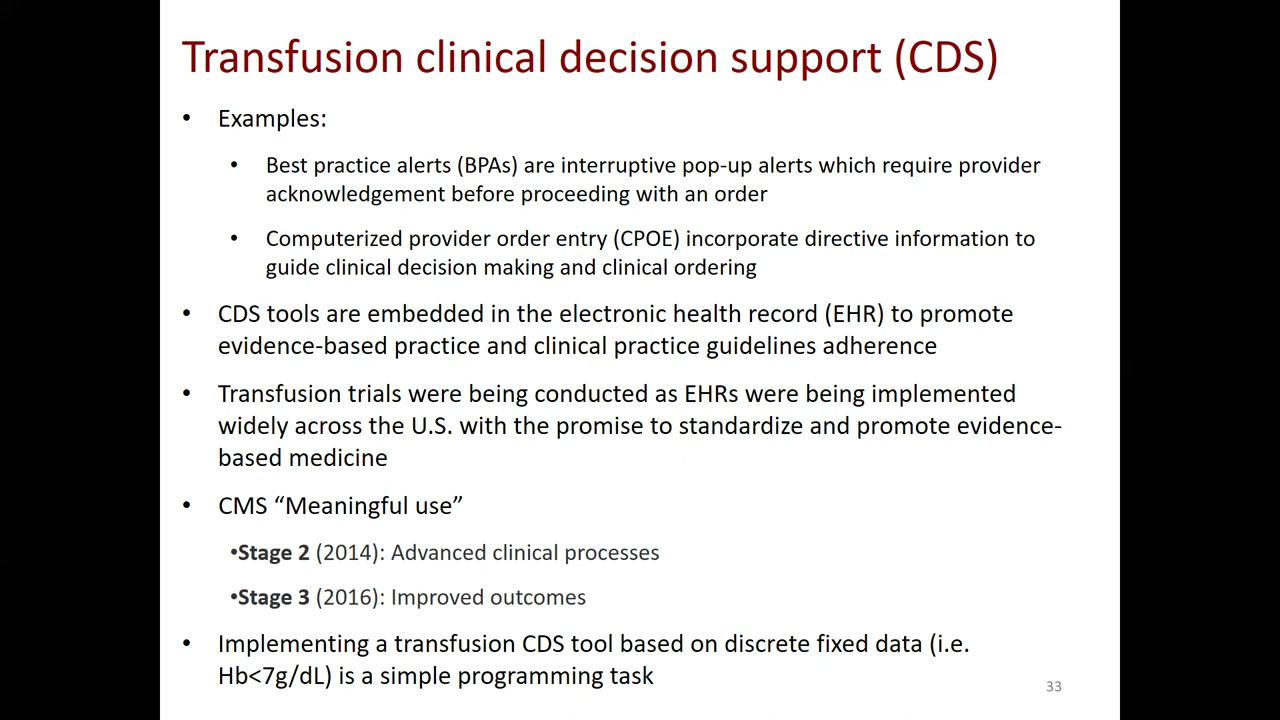 Transfusion clinical decision support (CDS)
• Examples:
• Best practice alerts (BPAs) are interruptive pop-up alerts which require provider
acknowledgement before proceeding with an order
• Computerized provider order entry (CPOE) incorporate directive information to
guide clinical decision making and clinical ordering
• CDS tools are embedded in the electronic health record (EHR) to promote
evidence-based practice and clinical practice guidelines adherence
• Transfusion trials were being conducted as EHRs were being implemented
widely across the U.S. with the promise to standardize and promote evidence-
based medicine
• CMS “Meaningful use”
•Stage 2 (2014): Advanced clinical processes
•Stage 3 (2016): Improved outcomes
• Implementing a transfusion CDS tool based on discrete fixed data (i.e.
Hb<7g/dL) is a simple programming task
33